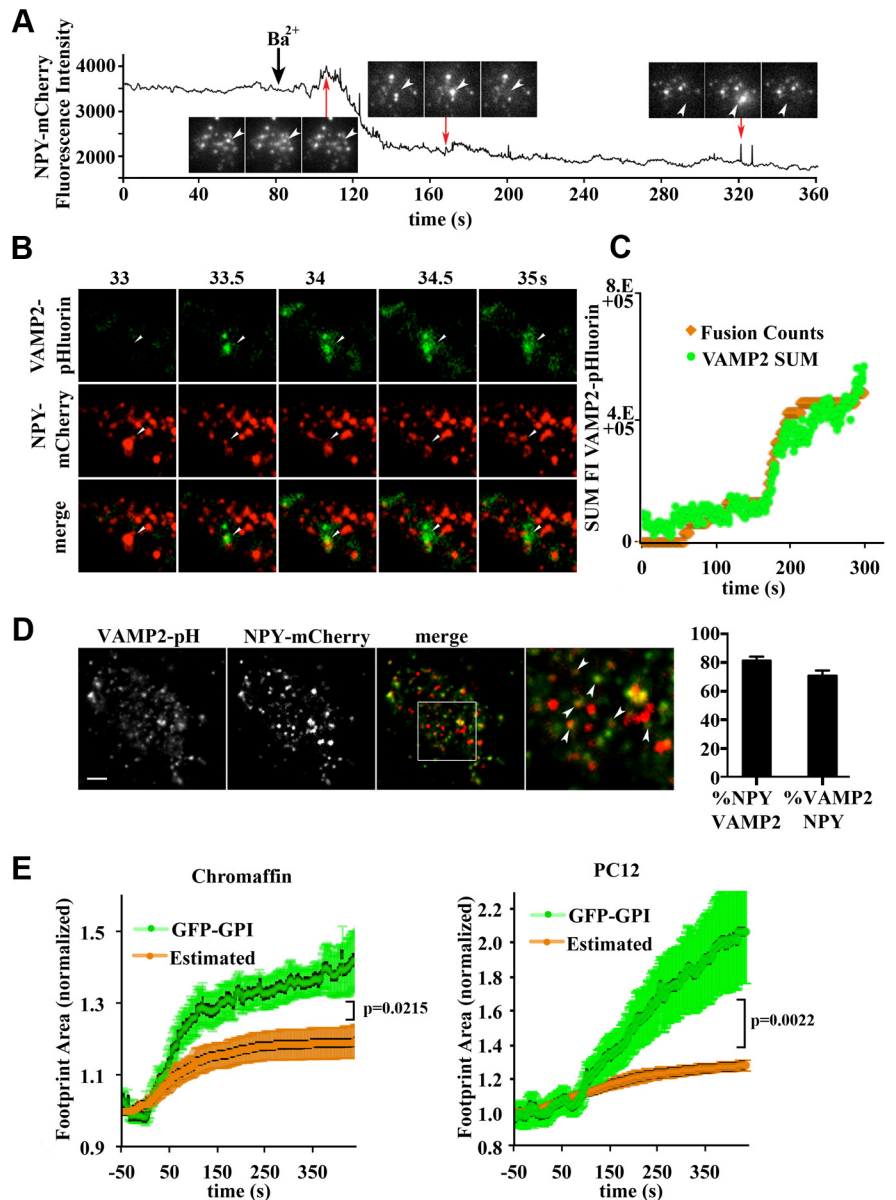 A
NPY-mCherry
Fluorescence Intensity
4000
3000
2000
Ba2+
0 40 80 120 160 200 240 280 320 360
time (s)
B
33 33.5 34 34.5 35s
VAMP2-
pHluorin
NPY-
mCherry
merge
C
SUM FI VAMP2-pHluorin
8.E
+05
4.E
+05
0
Fusion Counts
VAMP2 SUM
0 100 200 300
time (s)
D
VAMP2-pH NPY-mCherry merge
100
80
60
40
20
0
%NPY %VAMP2
VAMP2 NPY
E
Chromaffin
Footprint Area (normalized)
1.5
1.3
1.1
0.9
GFP-GPI
Estimated
p=0.0215
-50 50 150 250 350
time (s)
PC12
Footprint Area (normalized)
2.2
2.0
1.8
1.6
1.4
1.2
1.0
0.8
GFP-GPI
Estimated
p=0.0022
-50 50 150 250 350
time (s)